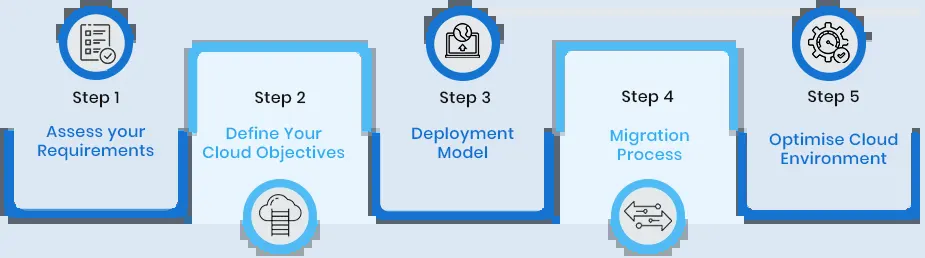 Step 1
Assess your
Requirements
Step 2
Define Your
Cloud Objectives
Step 3
Deployment
Model
Step 4
Migration
Process
Step 5
Optimise Cloud
Environment